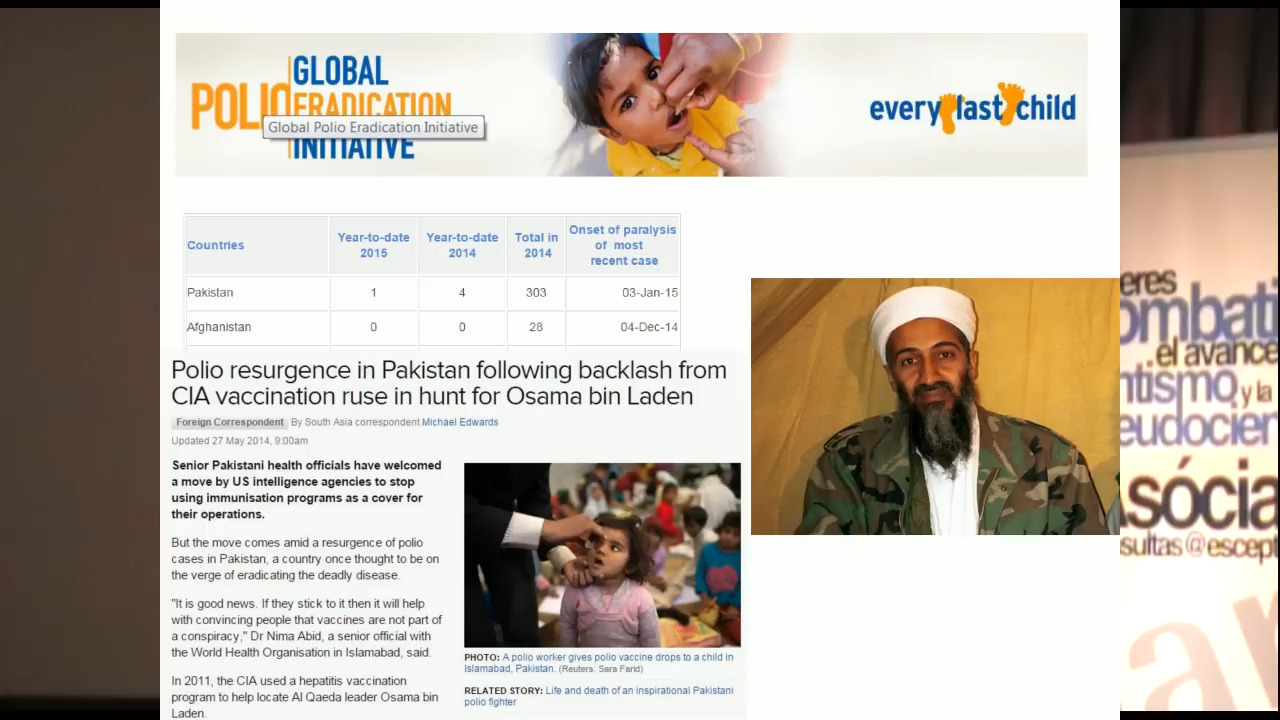 GLOBAL
POLIO ERADICATION
Global Polio Eradication Initiative
INITIATIVE
every last child
Countries
Year-to-date
2015
Year-to-date
2014
Total in
2014
Onset of paralysis
of most
recent case
Pakistan 1 4 303 03-Jan-15
Afghanistan 0 0 28 04-Dec-14
Polio resurgence in Pakistan following backlash from
CIA vaccination ruse in hunt for Osama bin Laden
Foreign Correspondent By South Asia correspondent Michael Edwards
Updated 27 May 2014, 9:00am
Senior Pakistani health officials have welcomed
a move by US intelligence agencies to stop
using immunisation programs as a cover for
their operations.
But the move comes amid a resurgence of polio
cases in Pakistan, a country once thought to be on
the verge of eradicating the deadly disease.
"It is good news. If they stick to it then it will help
with convincing people that vaccines are not part of
a conspiracy," Dr Nima Abid, a senior official with
the World Health Organisation in Islamabad, said.
In 2011, the CIA used a hepatitis vaccination
program to help locate Al Qaeda leader Osama bin
Laden.
PHOTO: A polio worker gives polio vaccine drops to a child in
Islamabad, Pakistan. (Reuters: Sara Farid)
RELATED STORY: Life and death of an inspirational Pakistani
polio fighter
eres
ombati
.el avance
ntismo y la
eudocien
Asócia
sultas@escept